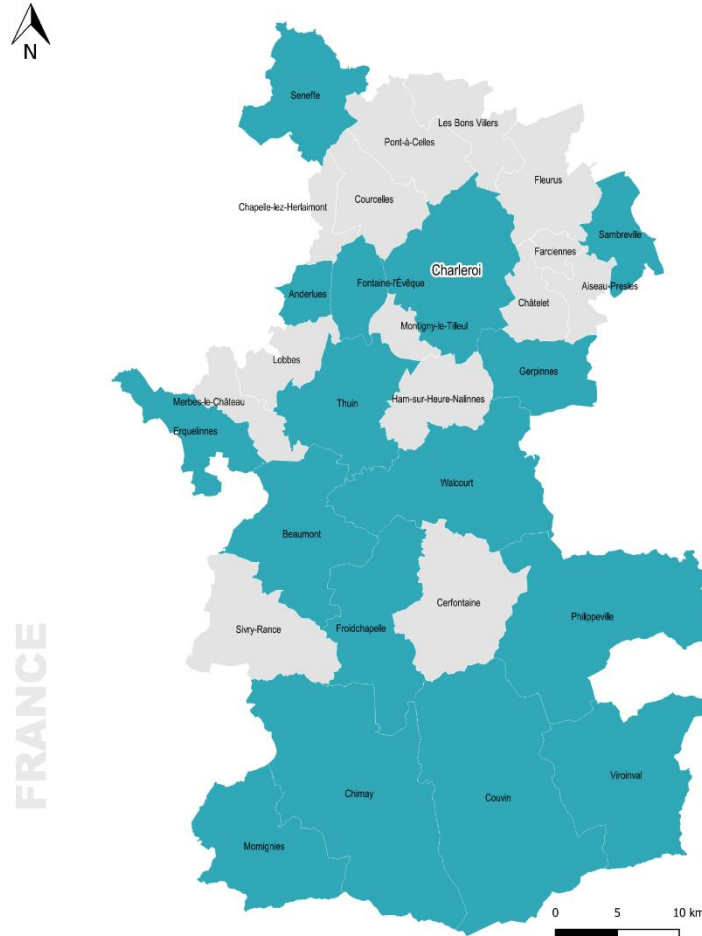 N
Seneffe
Les Bons Villers
Pont-à-Celles
Fleurus
Chapelle-lez-Herlaimont
Courcelles
Sambreville
Farciennes
Charleroi
Anderlues
Fontaine-l'Évêque
Aiseau-Presles
Châtelet
Montigny-le-Tilleul
Lobbes
Gerpinnes
Merbes-le-Château
Thuin
Ham-sur-Heure-Nalinnes
Erquelinnes
Walcourt
Beaumont
Cerfontaine
Philippeville
Sivry-Rance
Froidchapelle
FRANCE
Viroinval
Chimay
Couvin
Momignies
0 5 10 km